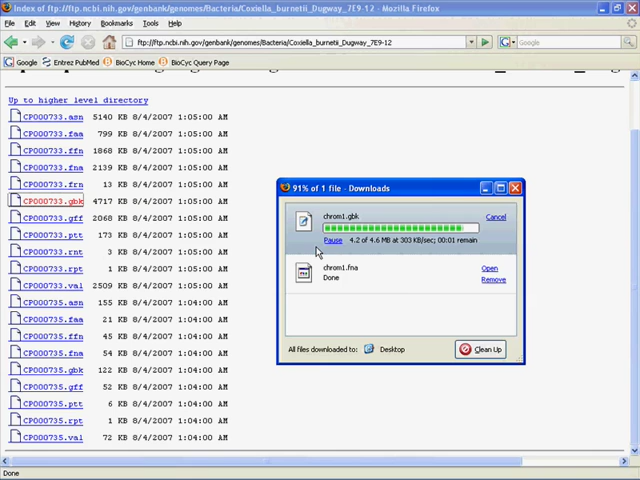 Index of ftp://ftp.ncbi.nih.gov/genbank/genomes/Bacteria/Coxiella_burnetii_Dugway_7E9-12 - Mozilla Firefox
File Edit View History Bookmarks Tools Help
ftp://ftp.ncbi.nih.gov/genbank/genomes/Bacteria/Coxiella_burnetii_Dugway_7E9-12
Google
Google Entrez PubMed BioCyc Home BioCyc Query Page
Up to higher level directory
CP000733.asn 5140 KB 8/4/2007 1:05:00 AM
CP000733.faa 799 KB 8/4/2007 1:05:00 AM
CP000733.ffn 1868 KB 8/4/2007 1:05:00 AM
CP000733.fna 2139 KB 8/4/2007 1:05:00 AM
CP000733.frn 13 KB 8/4/2007 1:05:00 AM
CP000733.gbk 4717 KB 8/4/2007 1:05:00 AM
CP000733.gff 2068 KB 8/4/2007 1:05:00 AM
CP000733.ptt 173 KB 8/4/2007 1:05:00 AM
CP000733.rnt 3 KB 8/4/2007 1:05:00 AM
CP000733.rpt 1 KB 8/4/2007 1:05:00 AM
CP000733.val 2509 KB 8/4/2007 1:05:00 AM
CP000735.asn 155 KB 8/4/2007 1:04:00 AM
CP000735.faa 21 KB 8/4/2007 1:04:00 AM
CP000735.ffn 45 KB 8/4/2007 1:04:00 AM
CP000735.fna 54 KB 8/4/2007 1:04:00 AM
CP000735.gbk 122 KB 8/4/2007 1:04:00 AM
CP000735.gff 52 KB 8/4/2007 1:04:00 AM
CP000735.ptt 6 KB 8/4/2007 1:04:00 AM
CP000735.rpt 1 KB 8/4/2007 1:04:00 AM
CP000735.val 72 KB 8/4/2007 1:04:00 AM
91% of 1 file - Downloads
chrom1.gbk
Cancel
Pause 4.2 of 4.6 MB at 303 KB/sec; 00:01 remain
chrom1.fna
Open
Done
Remove
All files downloaded to: Desktop
Clean Up
Done